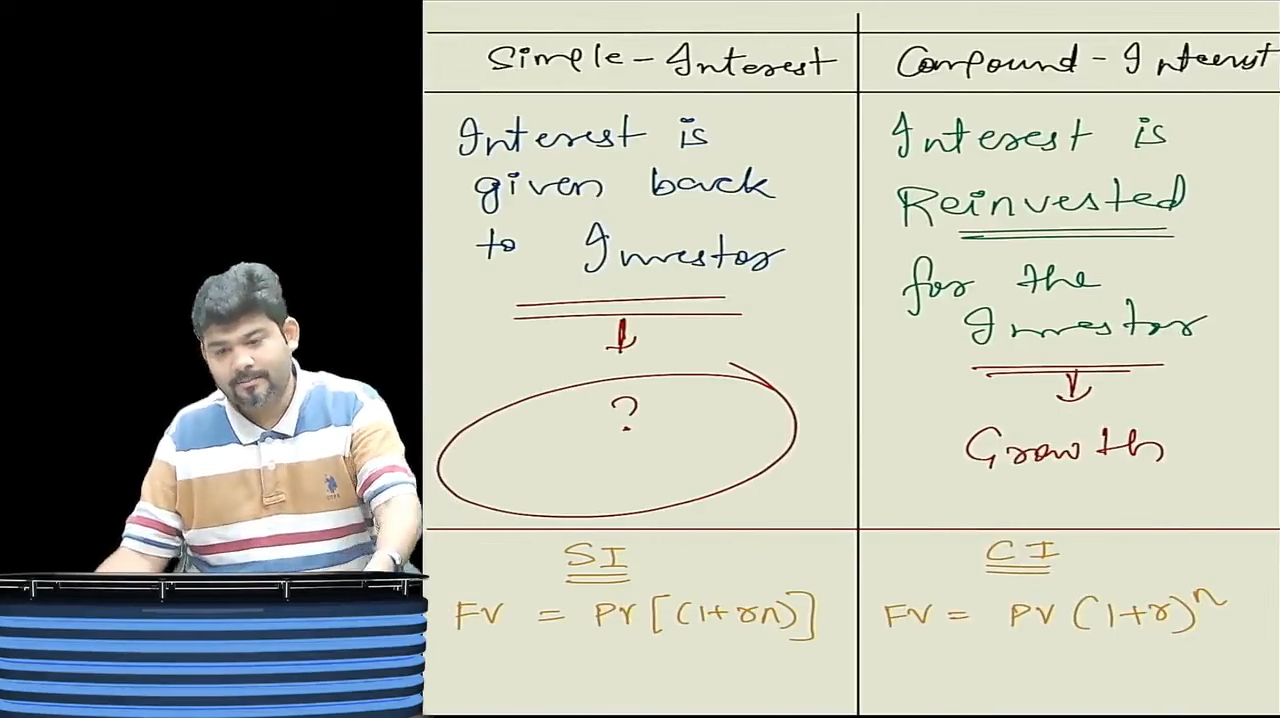 Simple - Interest
Interest is
given back
to Investor
?
SI
FV = PV [(1+rn)]
Compound - Interest
Interest is
Reinvested
for the
Investor
Growth
CI
FV = PV (1+r)^n